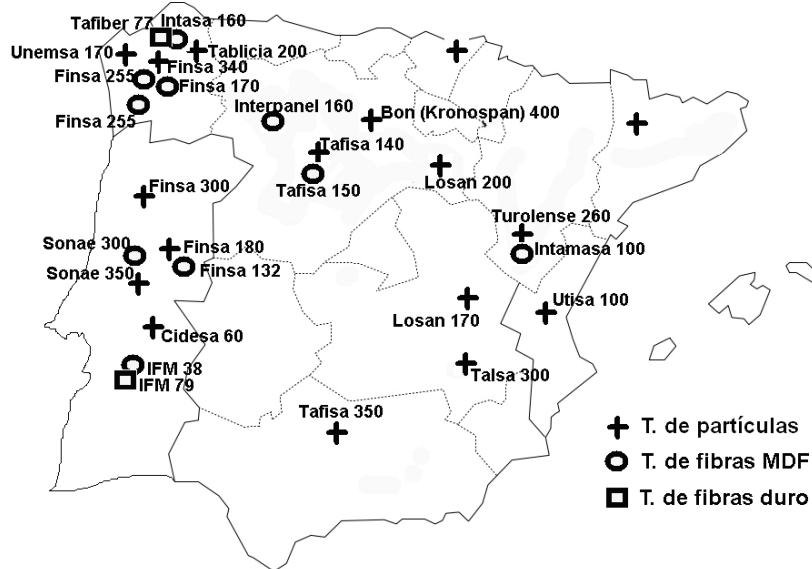 Tafiber 77
Intasa 160
Unemsa 170
Tablicia 200
Finsa 340
Finsa 255
Finsa 170
Interpanel 160
Bon (Kronospan) 400
Finsa 255
Tafisa 140
Tafisa 150
Losan 200
Finsa 300
Turolense 260
Sonae 300
Finsa 180
Intamasa 100
Finsa 132
Sonae 350
Utisa 100
Losan 170
Cidesa 60
IFM 38
Talsa 300
IFM 79
Tafisa 350
T. de partículas
T. de fibras MDF
T. de fibras duro